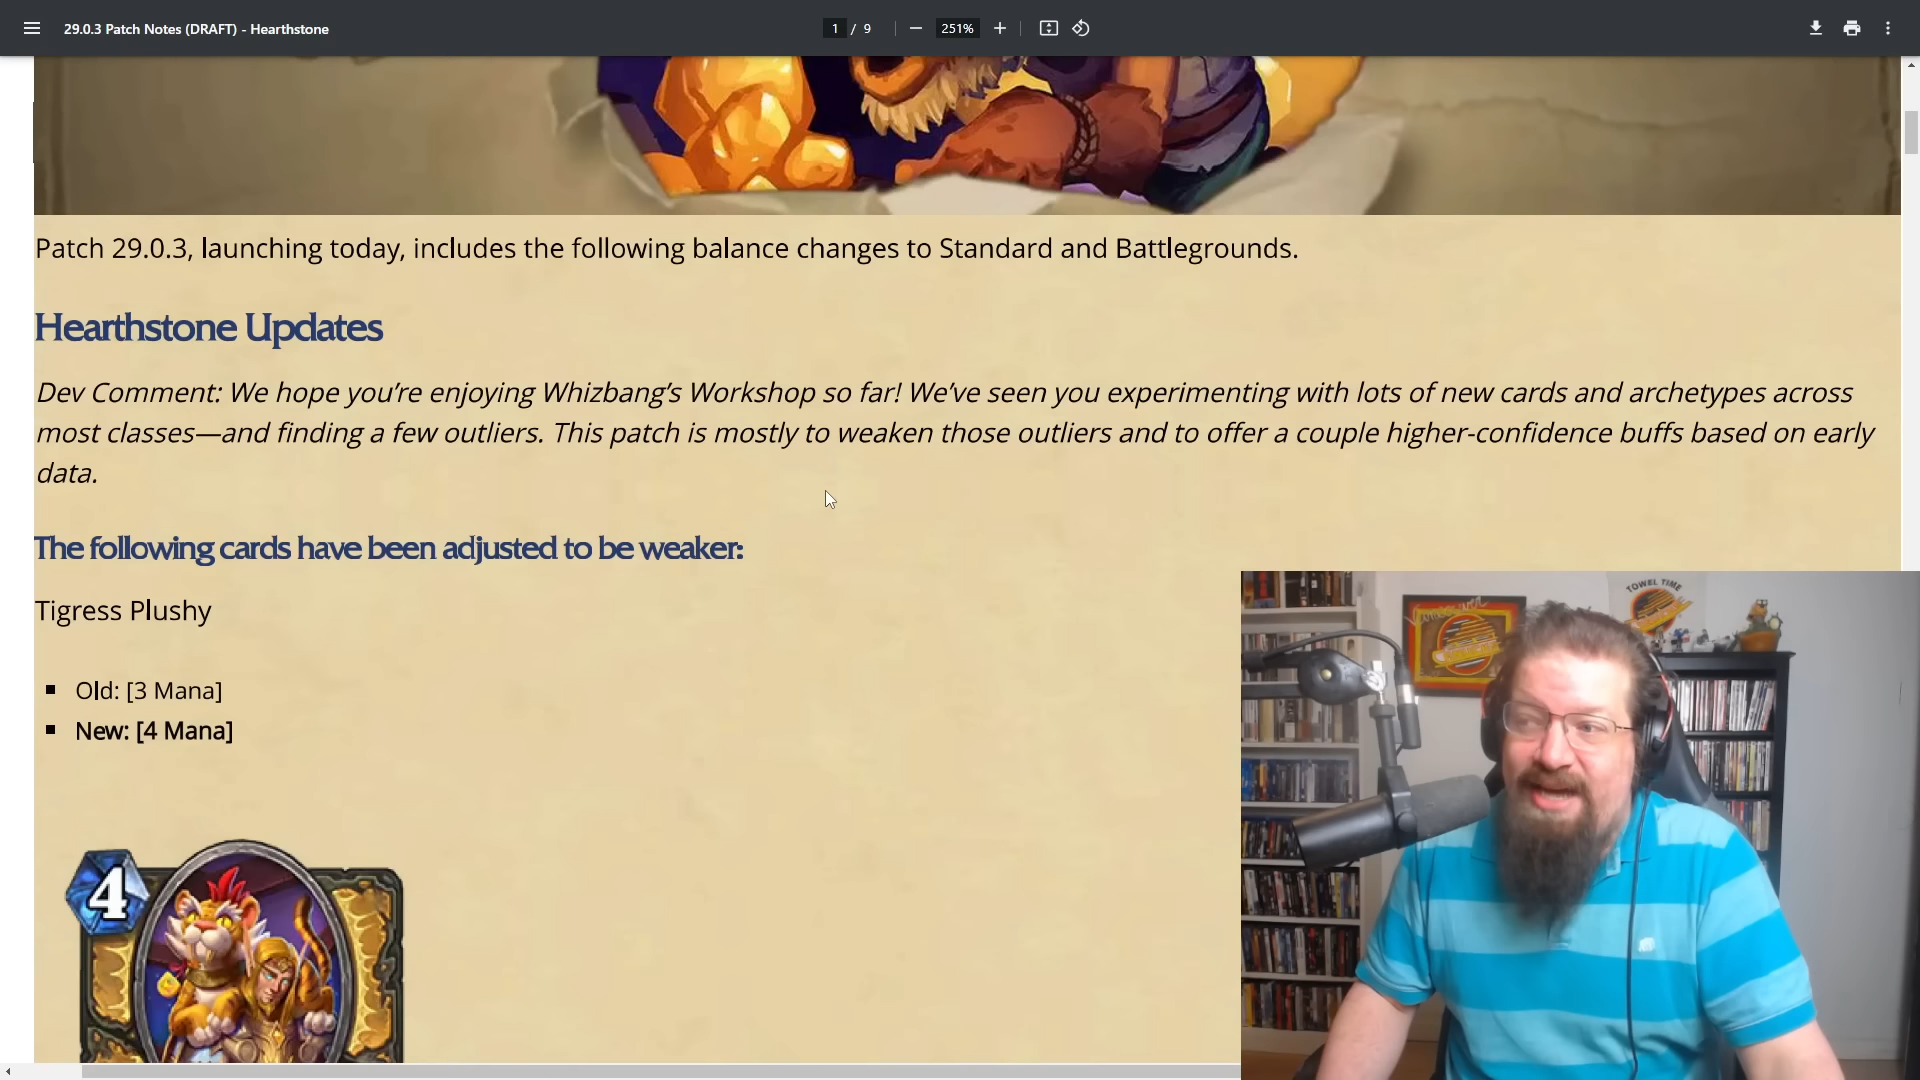 29.0.3 Patch Notes (DRAFT) - Hearthstone
1 / 9
251%
Patch 29.0.3, launching today, includes the following balance changes to Standard and Battlegrounds.
Hearthstone Updates
Dev Comment: We hope you’re enjoying Whizbang’s Workshop so far! We’ve seen you experimenting with lots of new cards and archetypes across
most classes—and finding a few outliers. This patch is mostly to weaken those outliers and to offer a couple higher-confidence buffs based on early
data.
The following cards have been adjusted to be weaker:
Tigress Plushy
Old: [3 Mana]
New: [4 Mana]
4
TOWEL TIME
Vancouver